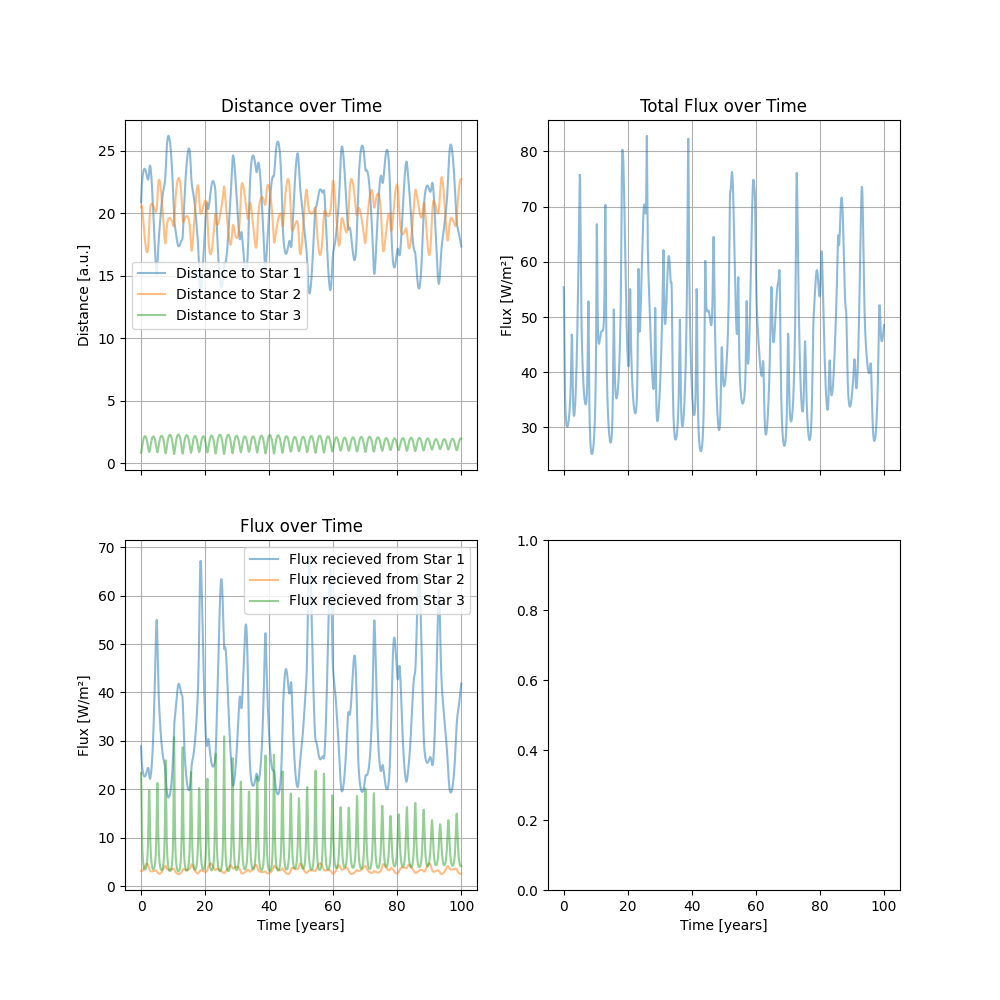 Distance over Time
Distance [a.u.]
25
20
15
10
5
0
Distance to Star 1
Distance to Star 2
Distance to Star 3
Total Flux over Time
Flux [W/m²]
80
70
60
50
40
30
Flux over Time
Flux [W/m²]
70
60
50
40
30
20
10
0
Flux recieved from Star 1
Flux recieved from Star 2
Flux recieved from Star 3
0 20 40 60 80 100
Time [years]
1.0
0.8
0.6
0.4
0.2
0.0
0 20 40 60 80 100
Time [years]